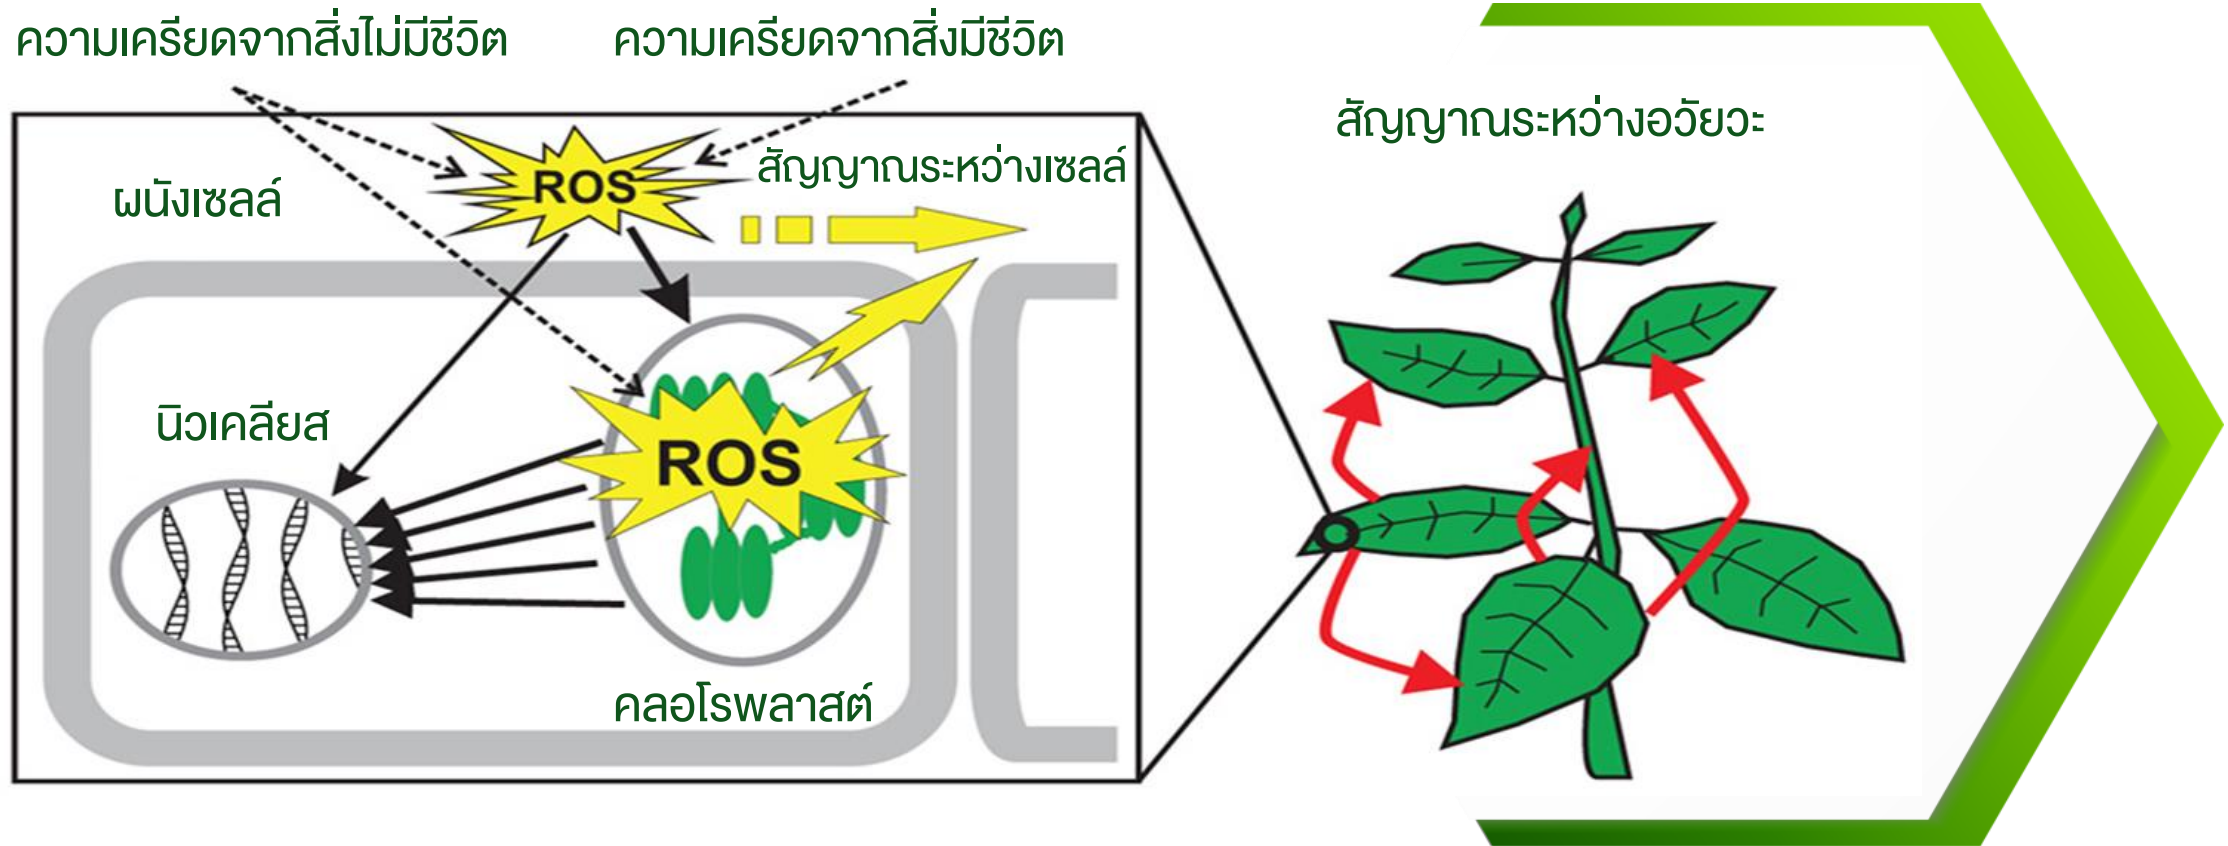 ความเครียดจากสิ่งไม่มีชีวิต
ความเครียดจากสิ่งมีชีวิต
สัญญาณระหว่างอวัยวะ
ROS
สัญญาณระหว่างเซลล์
ผนังเซลล์
นิวเคลียส
ROS
คลอโรพลาสต์